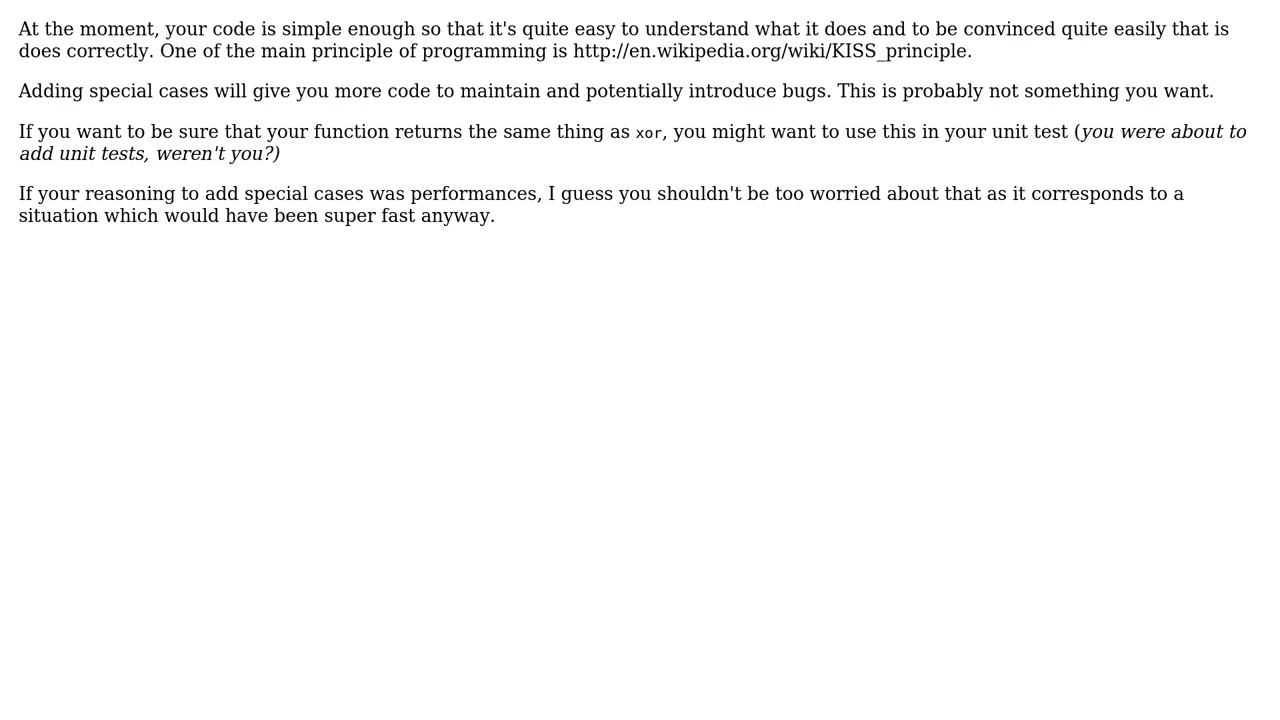 At the moment, your code is simple enough so that it's quite easy to understand what it does and to be convinced quite easily that is
does correctly. One of the main principle of programming is http://en.wikipedia.org/wiki/KISS_principle.
Adding special cases will give you more code to maintain and potentially introduce bugs. This is probably not something you want.
If you want to be sure that your function returns the same thing as xor, you might want to use this in your unit test (you were about to
add unit tests, weren't you?)
If your reasoning to add special cases was performances, I guess you shouldn't be too worried about that as it corresponds to a
situation which would have been super fast anyway.